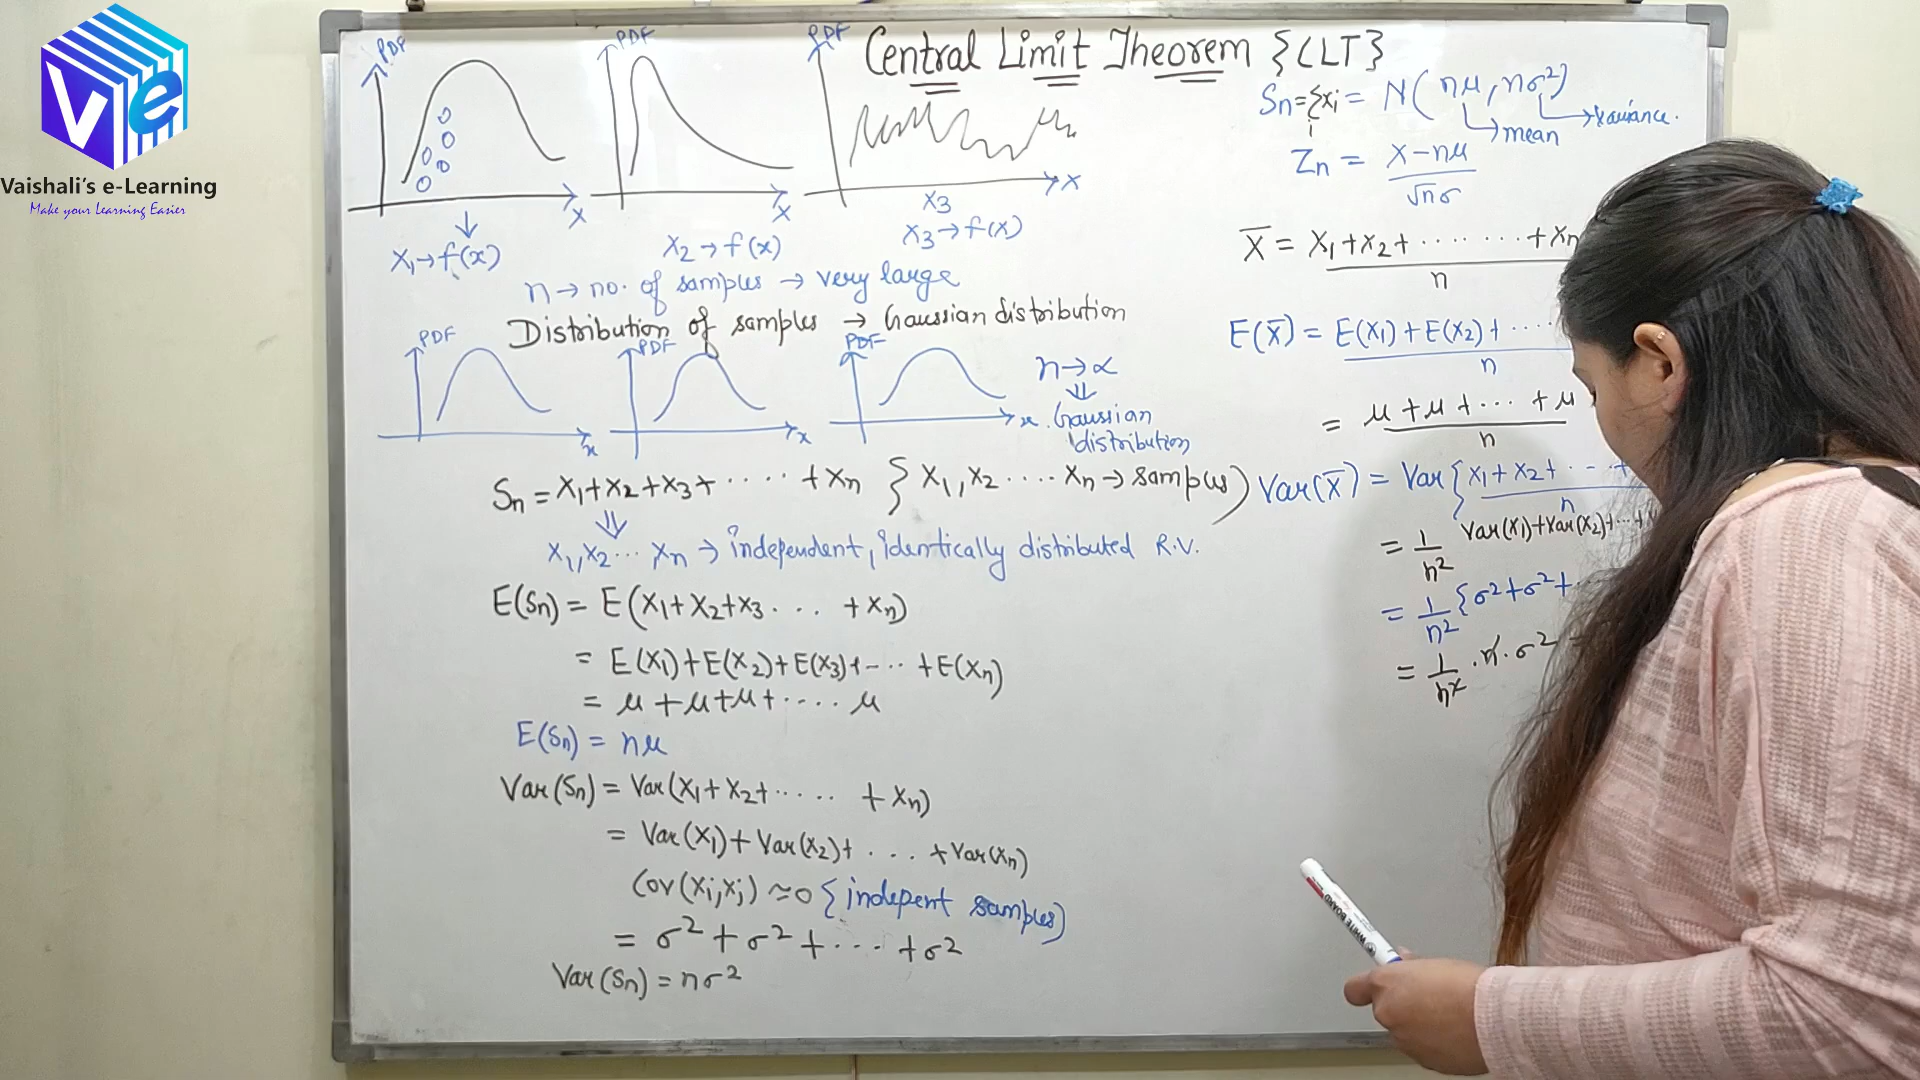 Ve
Vaishali's e-Learning
Make your Learning Easier
Central Limit Theorem {CLT}
PDF
X
X1→f(x)
PDF
X
X2→f(x)
PDF
X
X3
X3→f(x)
n→no. of samples → very large
Distribution of samples → Gaussian distribution
PDF
x
PDF
x
PDF
x
n→∝
⇓
Gaussian
distribution
Sn = X1+X2+X3+ ····· + Xn } X1, X2 ···· Xn → samples)
⇓
X1, X2 ··· Xn → independent, identically distributed R.V.
E(Sn) = E(X1+X2+X3 ... + Xn)
= E(X1)+E(X2)+E(X3)+-·· +E(Xn)
= μ+μ+μ+ ····· μ
E(Sn) = nμ
Var(Sn) = Var(X1+X2+ ····· + Xn)
= Var(X1)+Var(X2)+ . ... +Var(Xn)
Cov(Xi,Xj) ≈0 {indepent samples)
= σ²+σ²+ ··· +σ²
Var(Sn) = nσ²
Sn={xi = N(nμ, nσ²)
i
→mean
→variance.
Zn = X-nμ / √nσ
X̄ = X1+X2+ ······· +Xn
n
E(X̄) = E(X1)+E(X2)+ ····
n
= μ+μ+ ··· +μ
n
Var(X̄) = Var{X1+X2+ ·-·+
n
= 1/n² Var(X1)+Var(X2)+···+
= 1/n² {σ²+σ²+
= 1/n² ·n·σ²
WHITE BOARD